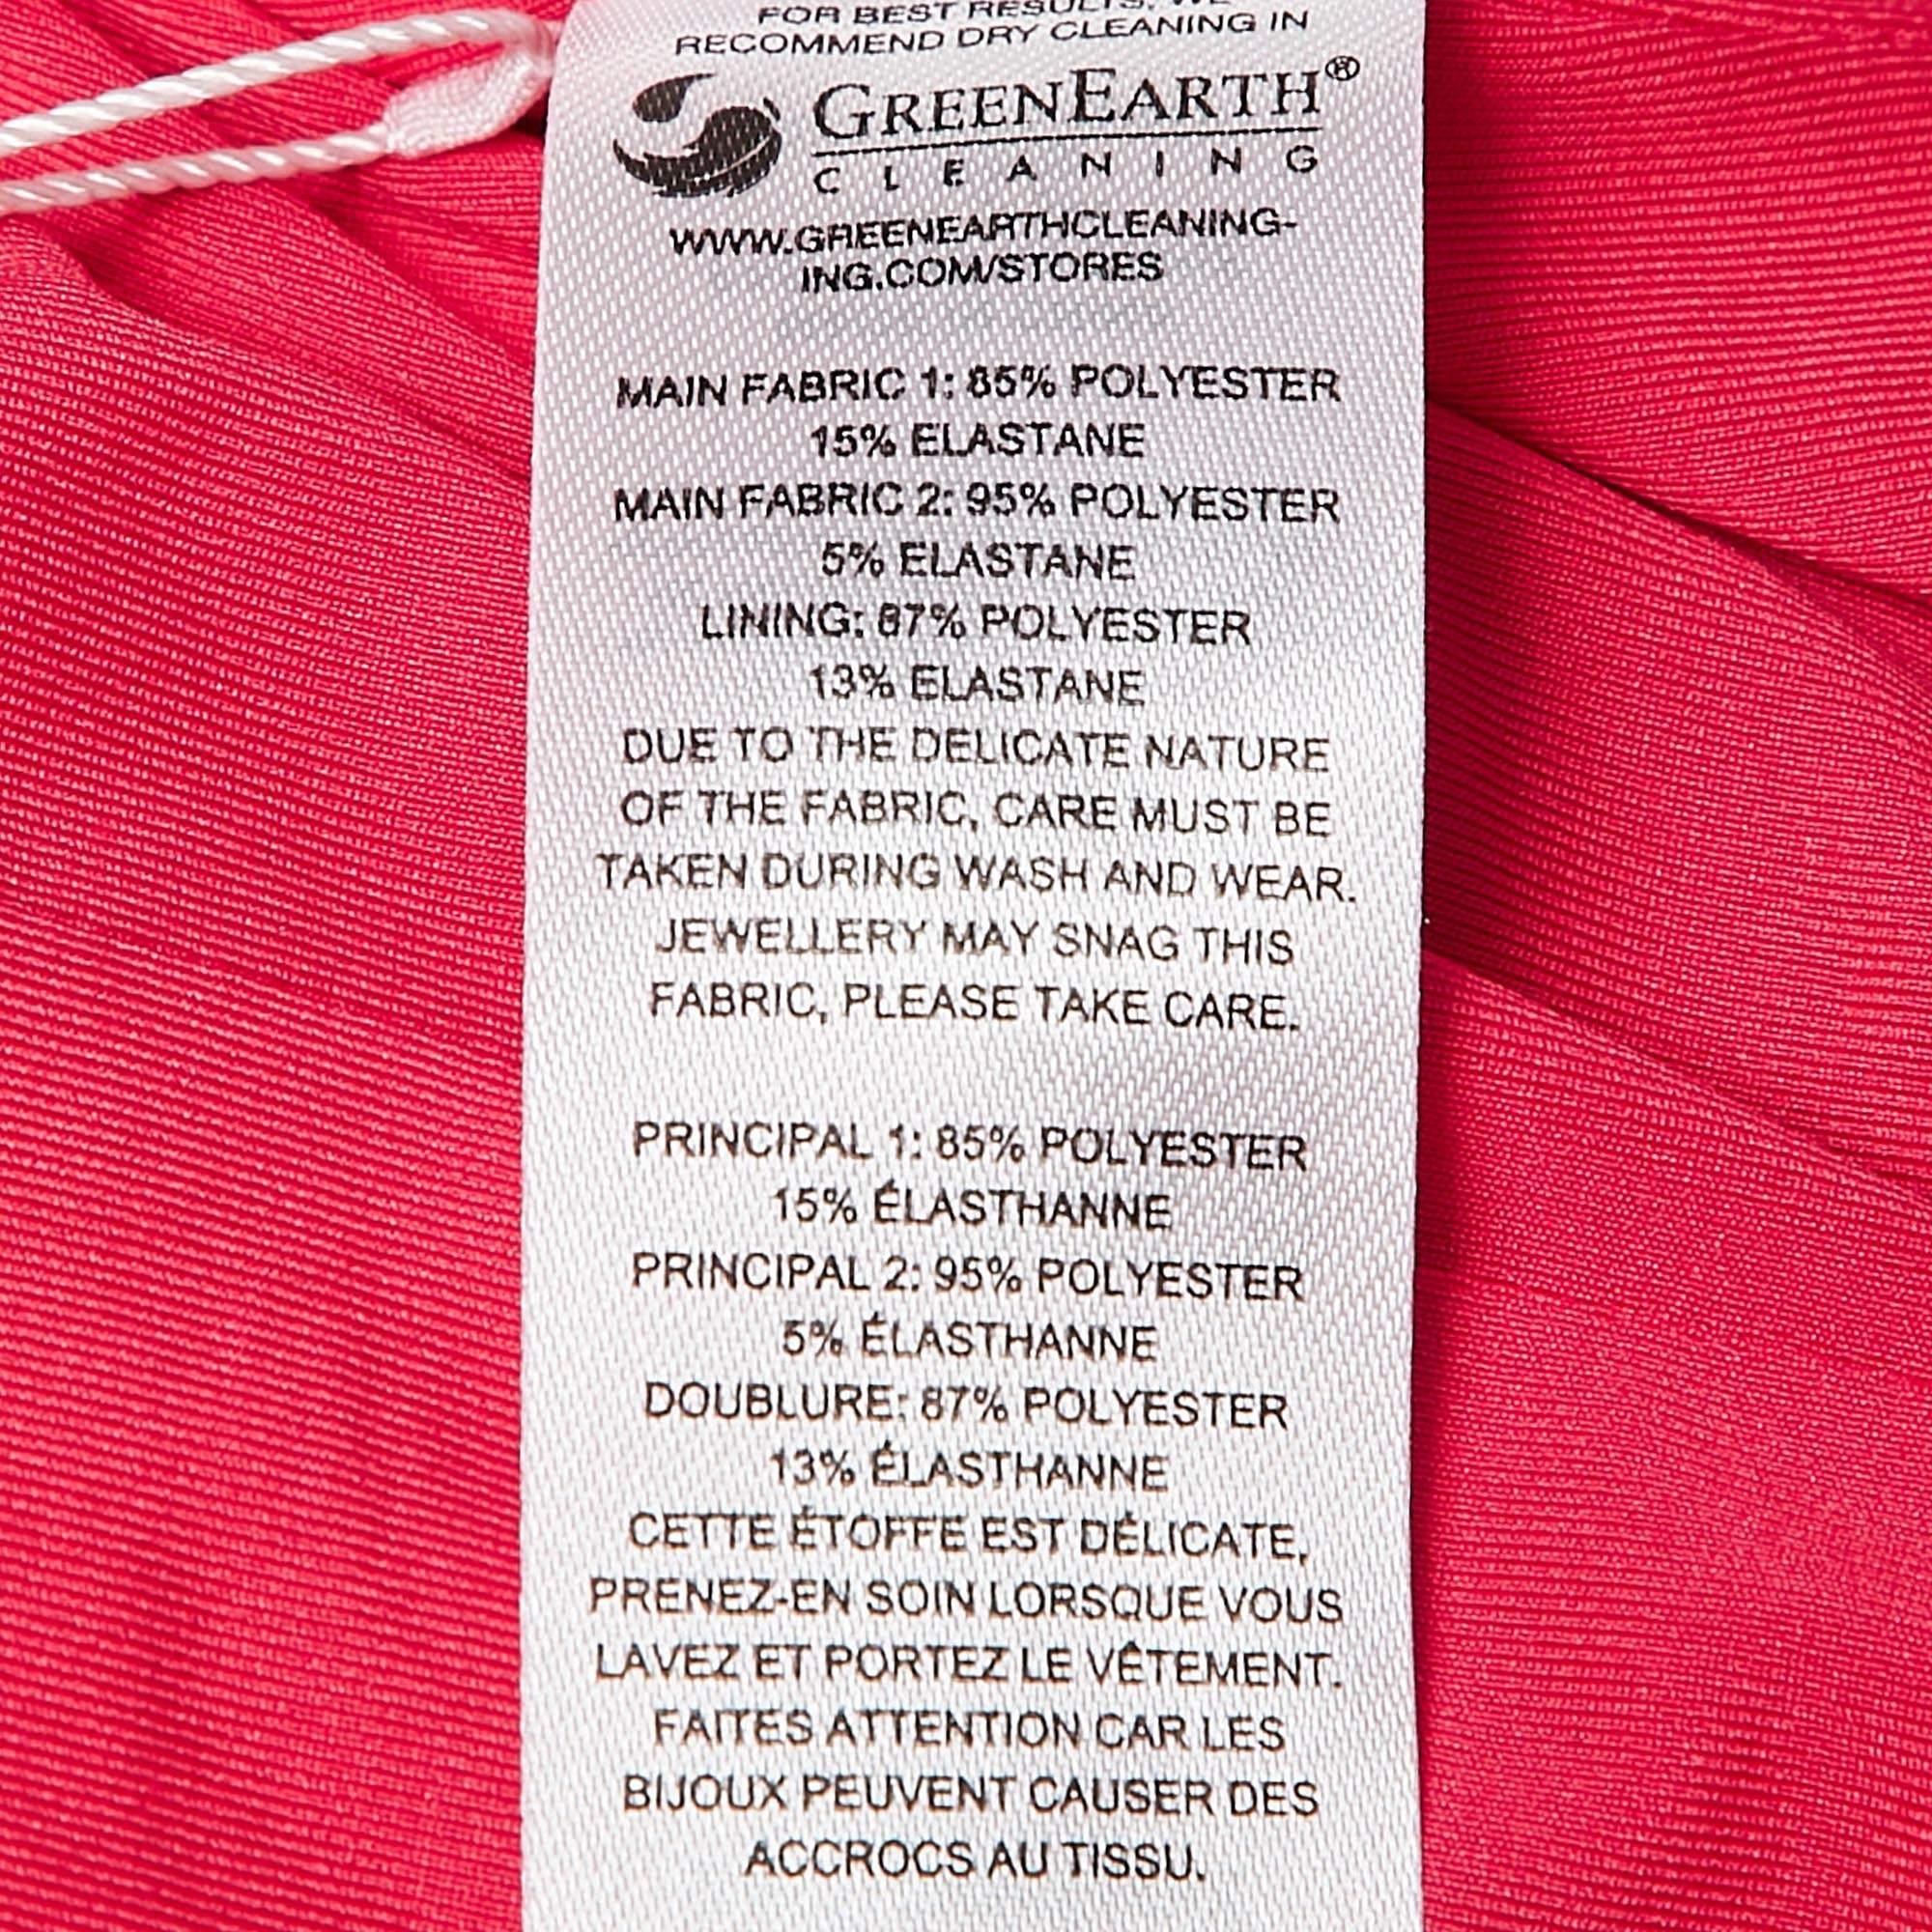 FOR BEST RESULTS, WE
RECOMMEND DRY CLEANING IN
GREENEARTH®
CLEANING
WWW.GREENEARTHCLEANING-
ING.COM/STORES
MAIN FABRIC 1: 85% POLYESTER
15% ELASTANE
MAIN FABRIC 2: 95% POLYESTER
5% ELASTANE
LINING: 87% POLYESTER
13% ELASTANE
DUE TO THE DELICATE NATURE
OF THE FABRIC, CARE MUST BE
TAKEN DURING WASH AND WEAR.
JEWELLERY MAY SNAG THIS
FABRIC, PLEASE TAKE CARE.
PRINCIPAL 1: 85% POLYESTER
15% ÉLASTHANNE
PRINCIPAL 2: 95% POLYESTER
5% ÉLASTHANNE
DOUBLURE: 87% POLYESTER
13% ÉLASTHANNE
CETTE ÉTOFFE EST DÉLICATE,
PRENEZ-EN SOIN LORSQUE VOUS
LAVEZ ET PORTEZ LE VÊTEMENT.
FAITES ATTENTION CAR LES
BIJOUX PEUVENT CAUSER DES
ACCROCS AU TISSU.